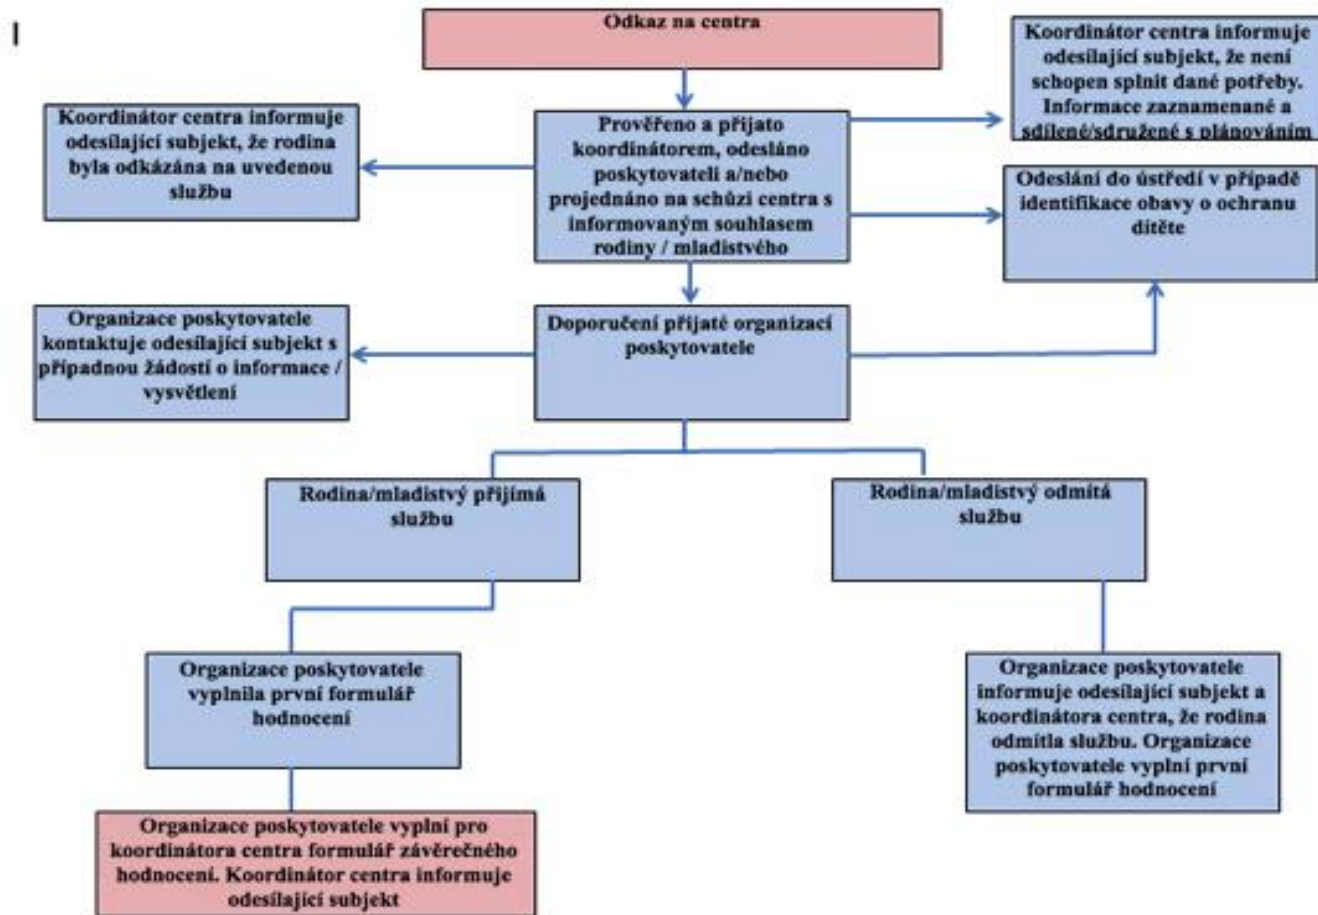 Odkaz na centra
Koordinátor centra informuje
odesílající subjekt, že není
schopen splnit dané potřeby.
Informace zaznamenané a
sdílené/sdružené s plánováním
Koordinátor centra informuje
odesílající subjekt, že rodina
byla odkázána na uvedenou
službu
Prověřeno a přijato
koordinátorem, odesláno
poskytovateli a/nebo
projednáno na schůzi centra s
informovaným souhlasem
rodiny / mladistvého
Odeslání do ústředí v případě
identifikace obavy o ochranu
dítěte
Organizace poskytovatele
kontaktuje odesílající subjekt s
případnou žádostí o informace /
vysvětlení
Doporučení přijaté organizací
poskytovatele
Rodina/mladistvý přijímá
službu
Rodina/mladistvý odmítá
službu
Organizace poskytovatele
vyplnila první formulář
hodnocení
Organizace poskytovatele
informuje odesílající subjekt a
koordinátora centra, že rodina
odmítla službu. Organizace
poskytovatele vyplní první
formulář hodnocení
Organizace poskytovatele vyplní pro
koordinátora centra formulář závěrečného
hodnocení. Koordinátor centra informuje
odesílající subjekt